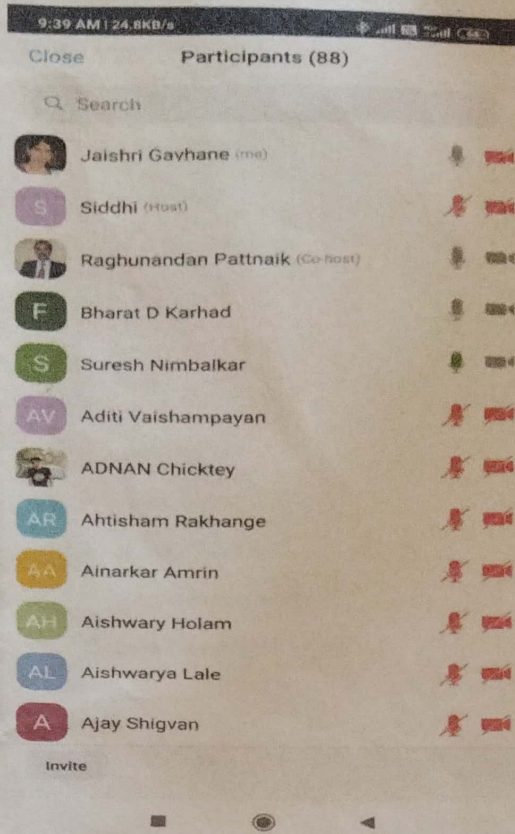 9:39 AM | 24.8KB/s
Close Participants (88)
Search
Jaishri Gavhane (me)
S Siddhi (Host)
Raghunandan Pattnaik (Co-host)
F Bharat D Karhad
S Suresh Nimbalkar
AV Aditi Vaishampayan
ADNAN Chicktey
AR Ahtisham Rakhange
AA Ainarkar Amrin
AH Aishwary Holam
AL Aishwarya Lale
A Ajay Shigvan
Invite